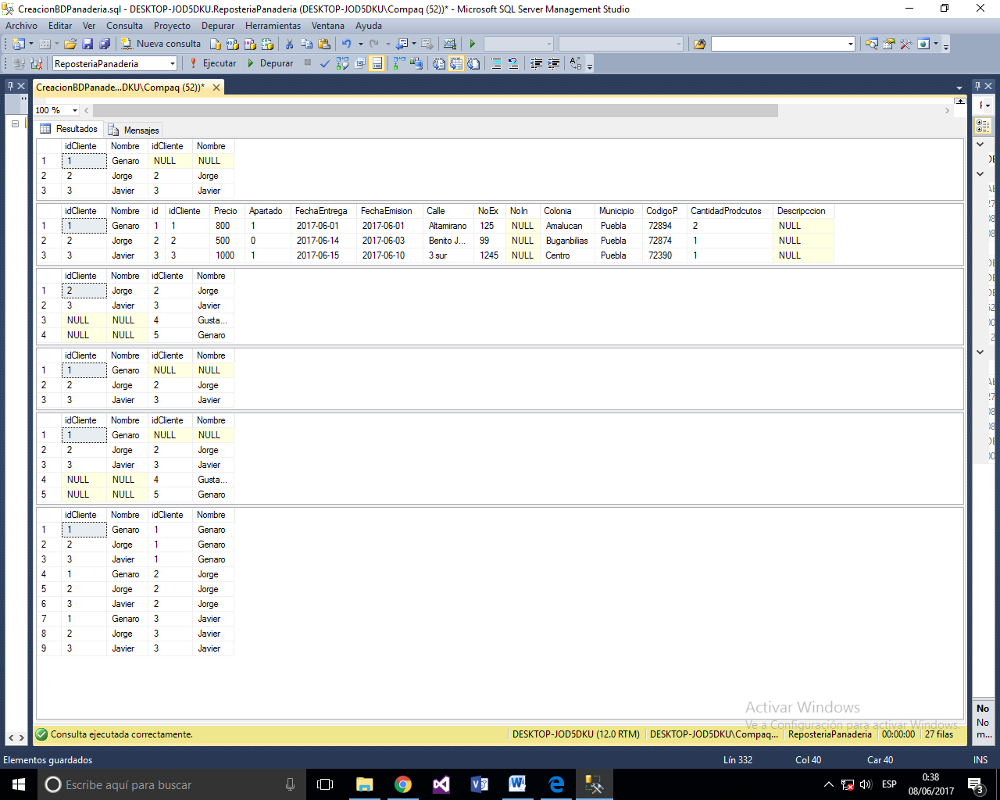 CreacionBDPanaderia.sql - DESKTOP-JOD5DKU.ReposteriaPanaderia (DESKTOP-JOD5DKU\Compaq (52))* - Microsoft SQL Server Management Studio
Archivo Editar Ver Consulta Proyecto Depurar Herramientas Ventana Ayuda
Nueva consulta
ReposteriaPanaderia Ejecutar Depurar
CreacionBDPanade...DKU\Compaq (52))*
100 %
Resultados Mensajes
idCliente Nombre idCliente Nombre
1 1 Genaro NULL NULL
2 2 Jorge 2 Jorge
3 3 Javier 3 Javier
idCliente Nombre id idCliente Precio Apartado FechaEntrega FechaEmision Calle NoEx NoIn Colonia Municipio CodigoP CantidadProdcutos Descripccion
1 1 Genaro 1 1 800 1 2017-06-01 2017-06-01 Altamirano 125 NULL Amalucan Puebla 72894 2 NULL
2 2 Jorge 2 2 500 0 2017-06-14 2017-06-03 Benito J... 99 NULL Buganbilias Puebla 72874 1 NULL
3 3 Javier 3 3 1000 1 2017-06-15 2017-06-10 3 sur 1245 NULL Centro Puebla 72390 1 NULL
idCliente Nombre idCliente Nombre
1 2 Jorge 2 Jorge
2 3 Javier 3 Javier
3 NULL NULL 4 Gusta...
4 NULL NULL 5 Genaro
idCliente Nombre idCliente Nombre
1 1 Genaro NULL NULL
2 2 Jorge 2 Jorge
3 3 Javier 3 Javier
idCliente Nombre idCliente Nombre
1 1 Genaro NULL NULL
2 2 Jorge 2 Jorge
3 3 Javier 3 Javier
4 NULL NULL 4 Gusta...
5 NULL NULL 5 Genaro
idCliente Nombre idCliente Nombre
1 1 Genaro 1 Genaro
2 2 Jorge 1 Genaro
3 3 Javier 1 Genaro
4 1 Genaro 2 Jorge
5 2 Jorge 2 Jorge
6 3 Javier 2 Jorge
7 1 Genaro 3 Javier
8 2 Jorge 3 Javier
9 3 Javier 3 Javier
Activar Windows
Ve a Configuración para activar Windows.
No
No
m...
Consulta ejecutada correctamente. DESKTOP-JOD5DKU (12.0 RTM) DESKTOP-JOD5DKU\Compaq... ReposteriaPanaderia 00:00:00 27 filas
Elementos guardados Lín 332 Col 40 Car 40 INS
Escribe aquí para buscar ESP 0:38
08/06/2017 3